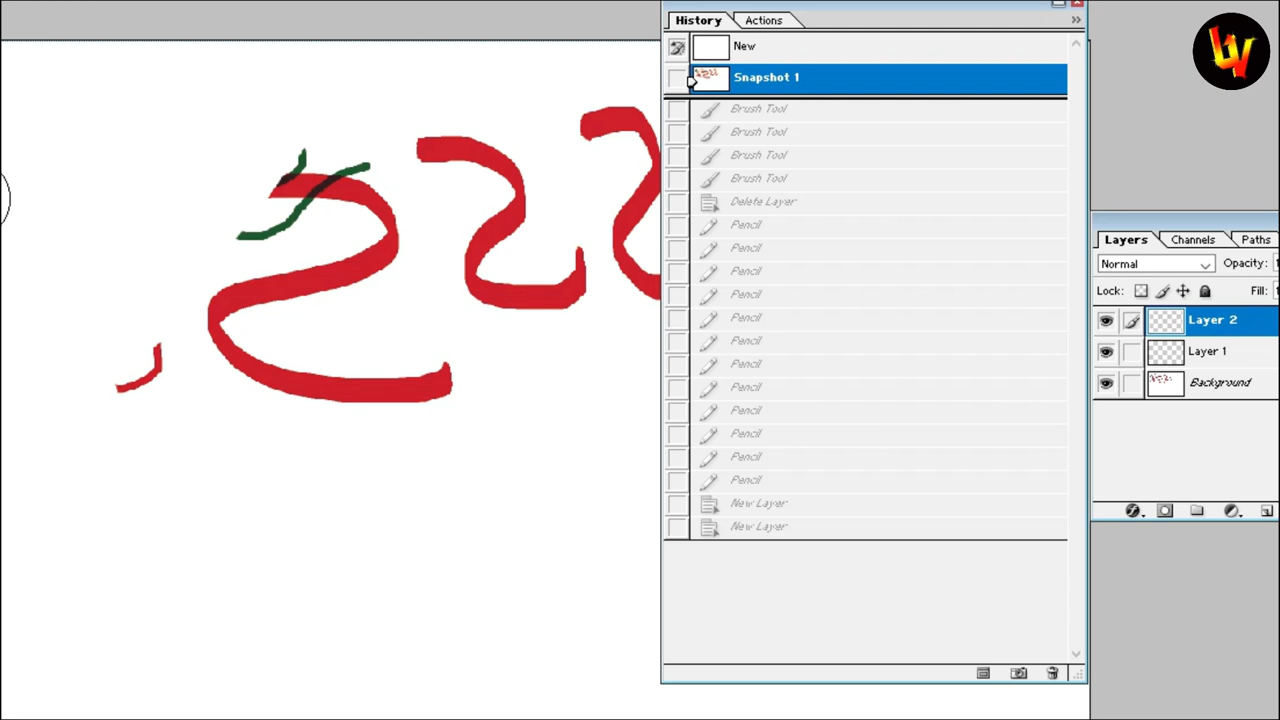 History Actions
New
Snapshot 1
Brush Tool
Brush Tool
Brush Tool
Brush Tool
Delete Layer
Pencil
Pencil
Pencil
Pencil
Pencil
Pencil
Pencil
Pencil
Pencil
Pencil
Pencil
Pencil
New Layer
New Layer
Layers Channels Paths
Normal Opacity:
Lock: Fill:
Layer 2
Layer 1
Background